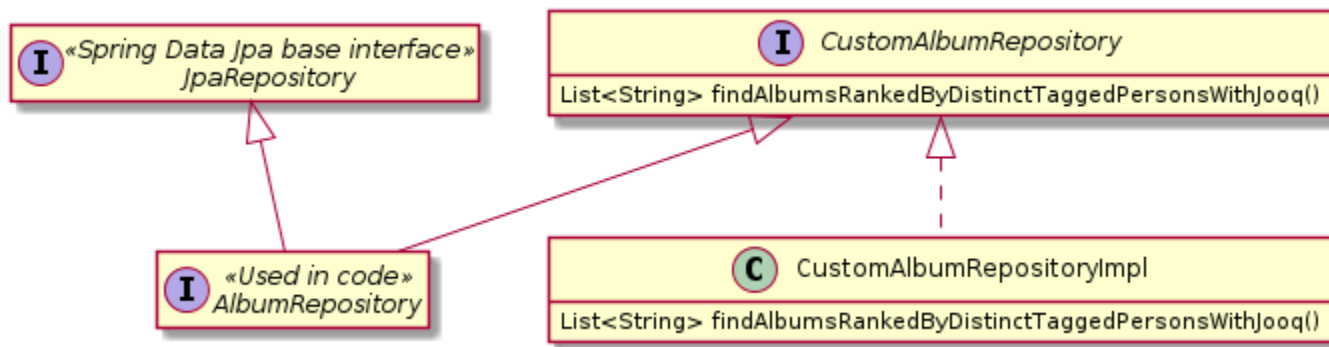 I
«Spring Data Jpa base interface»
JpaRepository
I
CustomAlbumRepository
List<String> findAlbumsRankedByDistinctTaggedPersonsWithJooq()
I
«Used in code»
AlbumRepository
C
CustomAlbumRepositoryImpl
List<String> findAlbumsRankedByDistinctTaggedPersonsWithJooq()